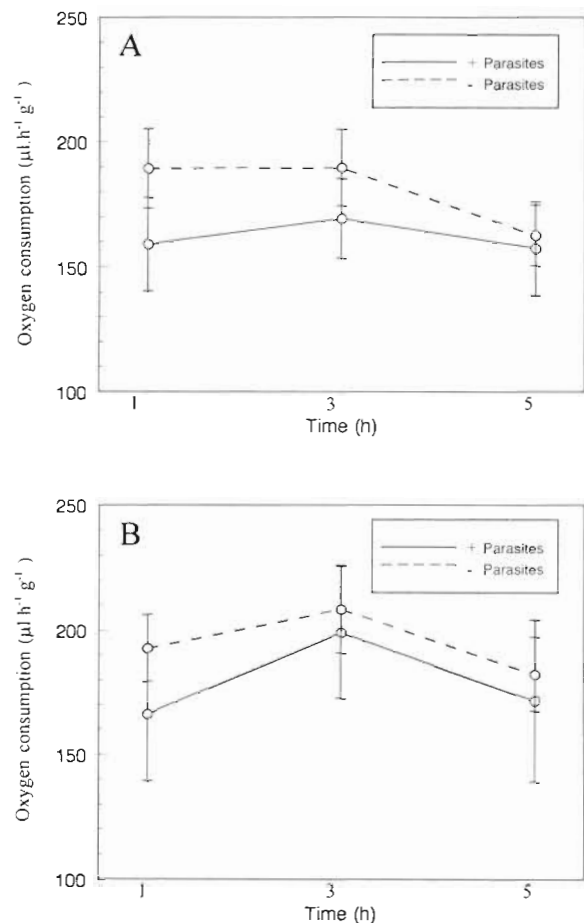 250
A
+ Parasites
- Parasites
200
150
100
Oxygen consumption (µl.h⁻¹ g⁻¹)
1 3 5
Time (h)
250
B
+ Parasites
- Parasites
200
150
100
Oxygen consumption (µl h⁻¹ g⁻¹)
1 3 5
Time (h)